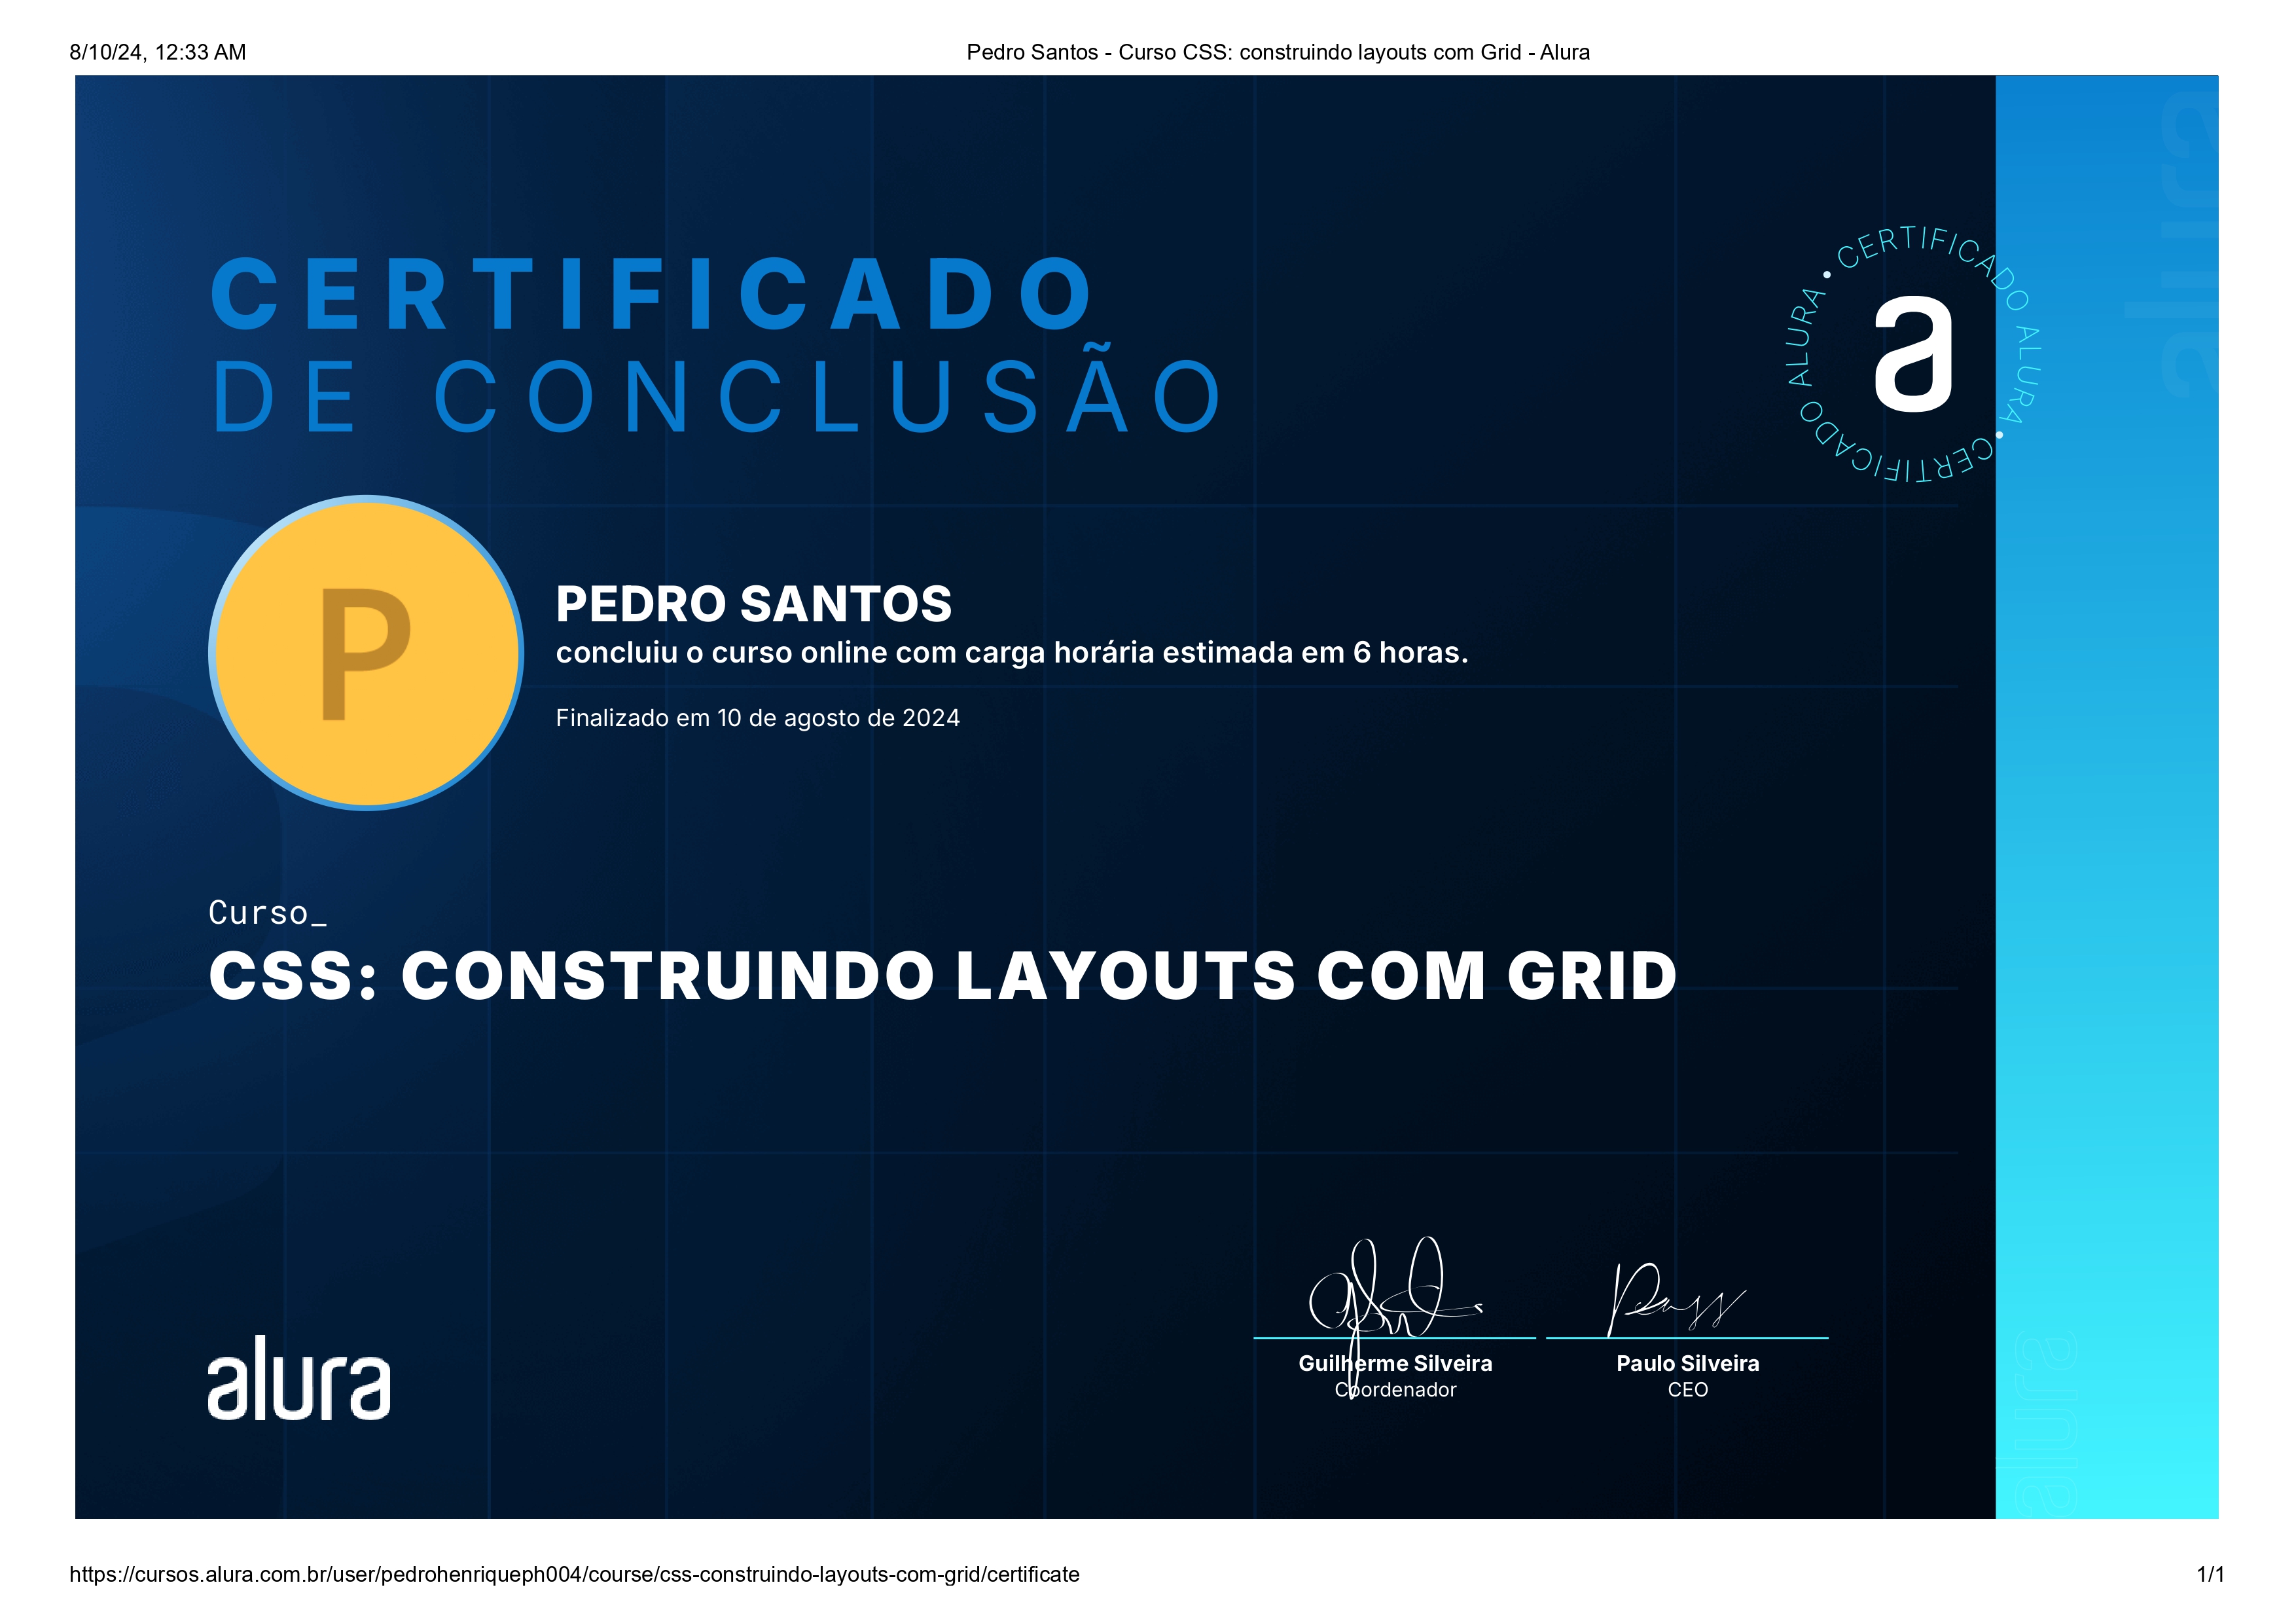 8/10/24, 12:33 AM
Pedro Santos - Curso CSS: construindo layouts com Grid - Alura
CERTIFICADO
DE CONCLUSÃO
CERTIFICADO ALURA • CERTIFICADO ALURA •
a
alura
P
PEDRO SANTOS
concluiu o curso online com carga horária estimada em 6 horas.
Finalizado em 10 de agosto de 2024
Curso_
CSS: CONSTRUINDO LAYOUTS COM GRID
alura
Guilherme Silveira
Coordenador
Paulo Silveira
CEO
alura
https://cursos.alura.com.br/user/pedrohenriqueph004/course/css-construindo-layouts-com-grid/certificate
1/1